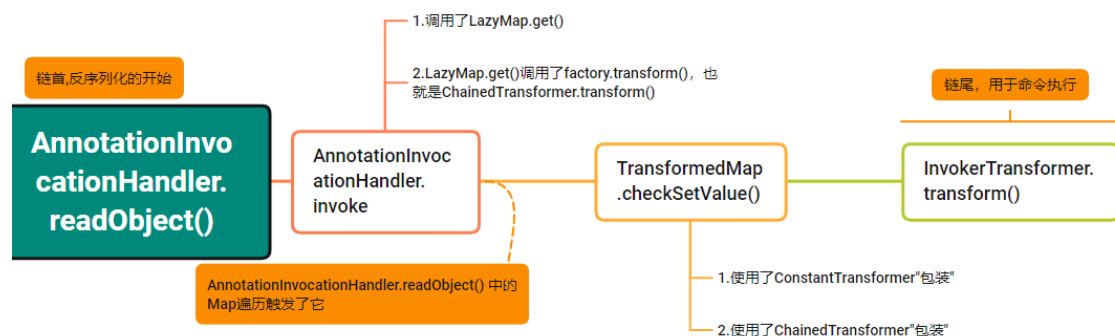 1.调用了LazyMap.get()
链首,反序列化的开始
2.LazyMap.get()调用了factory.transform()，也
就是ChainedTransformer.transform()
链尾，用于命令执行
AnnotationInvo
cationHandler.
readObject()
AnnotationInvoc
ationHandler.
invoke
TransformedMap
.checkSetValue()
InvokerTransformer.
transform()
AnnotationInvocationHandler.readObject() 中的
Map遍历触发了它
1.使用了ConstantTransformer"包装"
2.使用了ChainedTransformer"包装"